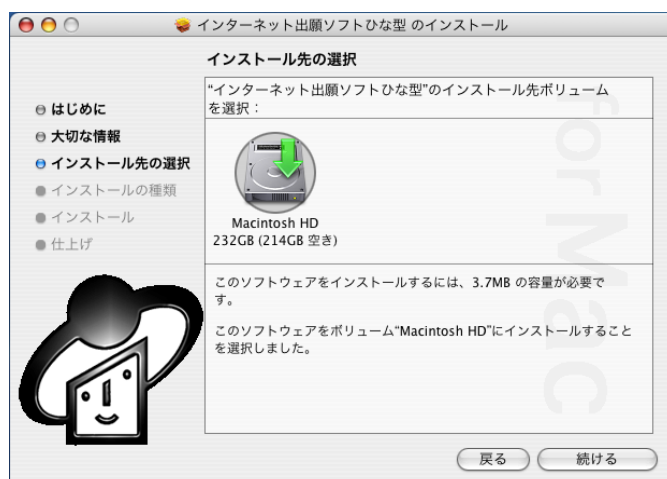 インターネット出願ソフトひな型 のインストール
インストール先の選択
はじめに
大切な情報
インストール先の選択
インストールの種類
インストール
仕上げ
“インターネット出願ソフトひな型”のインストール先ボリューム
を選択：
Macintosh HD
232GB (214GB 空き)
このソフトウェアをインストールするには、3.7MB の容量が必要で
す。
このソフトウェアをボリューム“Macintosh HD”にインストールすること
を選択しました。
for Mac
戻る
続ける